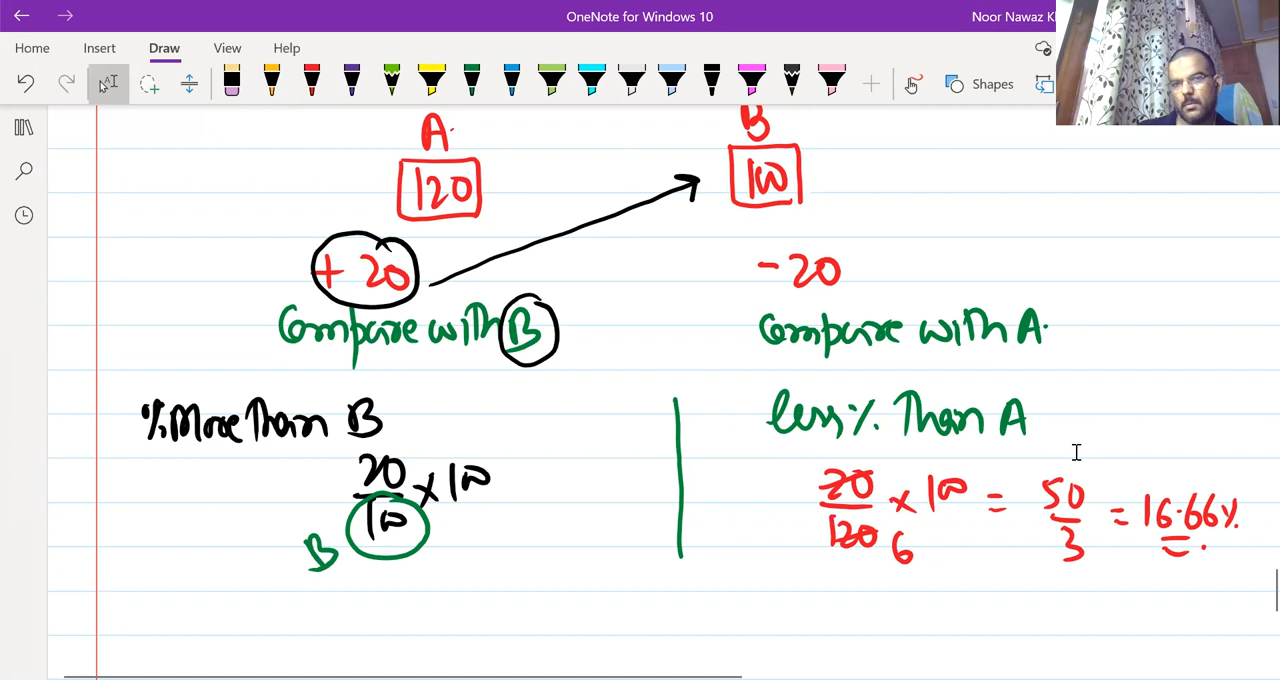 OneNote for Windows 10
Noor Nawaz
Home Insert Draw View Help
Shapes
A. B
120 100
+ 20 - 20
Compare with B Compare with A.
% More Than B less % Than A
20/100 × 100 20/120 6 × 100 = 50/3 = 16.66%.
B